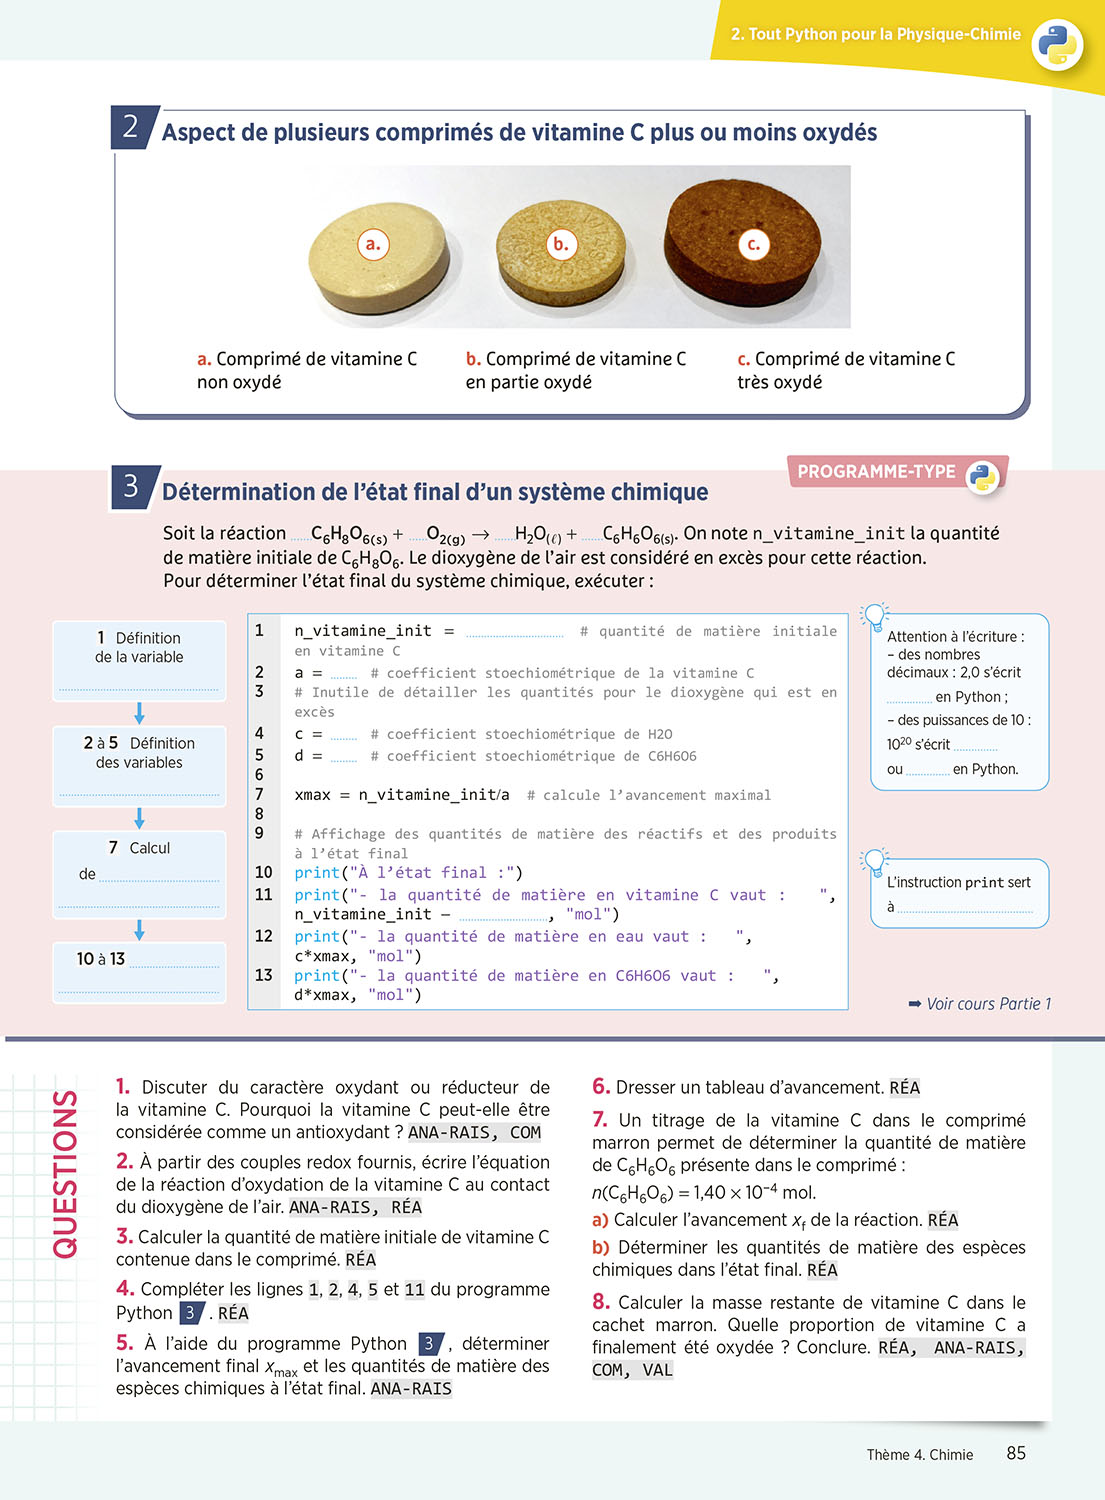 2. Tout Python pour la Physique-Chimie
2 Aspect de plusieurs comprimés de vitamine C plus ou moins oxydés
a. b. c.
a. Comprimé de vitamine C
non oxydé
b. Comprimé de vitamine C
en partie oxydé
c. Comprimé de vitamine C
très oxydé
PROGRAMME-TYPE
3 Détermination de l'état final d'un système chimique
Soit la réaction ......C₆H₈O₆(s) + .....O₂(g) → .....H₂O(ℓ) + ......C₆H₆O₆(s). On note n_vitamine_init la quantité
de matière initiale de C₆H₈O₆. Le dioxygène de l'air est considéré en excès pour cette réaction.
Pour déterminer l'état final du système chimique, exécuter :
1 Définition
de la variable
2 à 5 Définition
des variables
7 Calcul
de
10 à 13
1 n_vitamine_init = .......................... # quantité de matière initiale
en vitamine C
2 a = ....... # coefficient stoechiométrique de la vitamine C
3 # Inutile de détailler les quantités pour le dioxygène qui est en
excès
4 c = ....... # coefficient stoechiométrique de H2O
5 d = ....... # coefficient stoechiométrique de C6H6O6
6
7 xmax = n_vitamine_init/a # calcule l'avancement maximal
8
9 # Affichage des quantités de matière des réactifs et des produits
à l'état final
10 print("À l'état final :")
11 print("- la quantité de matière en vitamine C vaut : ",
n_vitamine_init – ........................, "mol")
12 print("- la quantité de matière en eau vaut : ",
c*xmax, "mol")
13 print("- la quantité de matière en C6H6O6 vaut : ",
d*xmax, "mol")
Attention à l'écriture :
– des nombres
décimaux : 2,0 s'écrit
............ en Python ;
– des puissances de 10 :
10²⁰ s'écrit ............
ou ............ en Python.
L'instruction print sert
à ....................................
➡ Voir cours Partie 1
QUESTIONS
1. Discuter du caractère oxydant ou réducteur de
la vitamine C. Pourquoi la vitamine C peut-elle être
considérée comme un antioxydant ? ANA-RAIS, COM
2. À partir des couples redox fournis, écrire l'équation
de la réaction d'oxydation de la vitamine C au contact
du dioxygène de l'air. ANA-RAIS, RÉA
3. Calculer la quantité de matière initiale de vitamine C
contenue dans le comprimé. RÉA
4. Compléter les lignes 1, 2, 4, 5 et 11 du programme
Python 3 . RÉA
5. À l'aide du programme Python 3 , déterminer
l'avancement final xₘₐₓ et les quantités de matière des
espèces chimiques à l'état final. ANA-RAIS
6. Dresser un tableau d'avancement. RÉA
7. Un titrage de la vitamine C dans le comprimé
marron permet de déterminer la quantité de matière
de C₆H₆O₆ présente dans le comprimé :
n(C₆H₆O₆) = 1,40 × 10⁻⁴ mol.
a) Calculer l'avancement x_f de la réaction. RÉA
b) Déterminer les quantités de matière des espèces
chimiques dans l'état final. RÉA
8. Calculer la masse restante de vitamine C dans le
cachet marron. Quelle proportion de vitamine C a
finalement été oxydée ? Conclure. RÉA, ANA-RAIS,
COM, VAL
Thème 4. Chimie 85